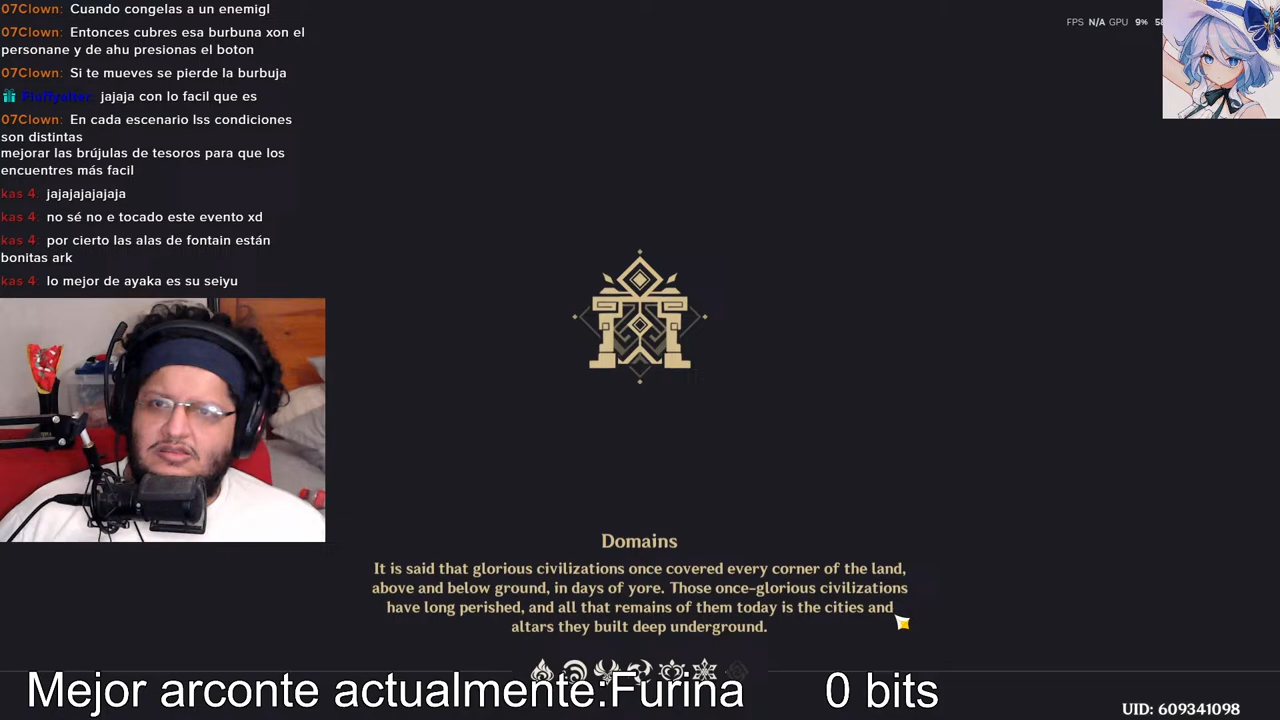 07Clown: Cuando congelas a un enemigl
07Clown: Entonces cubres esa burbuna xon el
personane y de ahu presionas el boton
07Clown: Si te mueves se pierde la burbuja
Fluffyalter: jajaja con lo facil que es
07Clown: En cada escenario lss condiciones
son distintas
mejorar las brújulas de tesoros para que los
encuentres más facil
kas 4: jajajajajajaja
kas 4: no sé no e tocado este evento xd
kas 4: por cierto las alas de fontain están
bonitas ark
kas 4: lo mejor de ayaka es su seiyu
FPS N/A GPU 9%
Domains
It is said that glorious civilizations once covered every corner of the land,
above and below ground, in days of yore. Those once-glorious civilizations
have long perished, and all that remains of them today is the cities and
altars they built deep underground.
Mejor arconte actualmente:Furina 0 bits
UID: 609341098